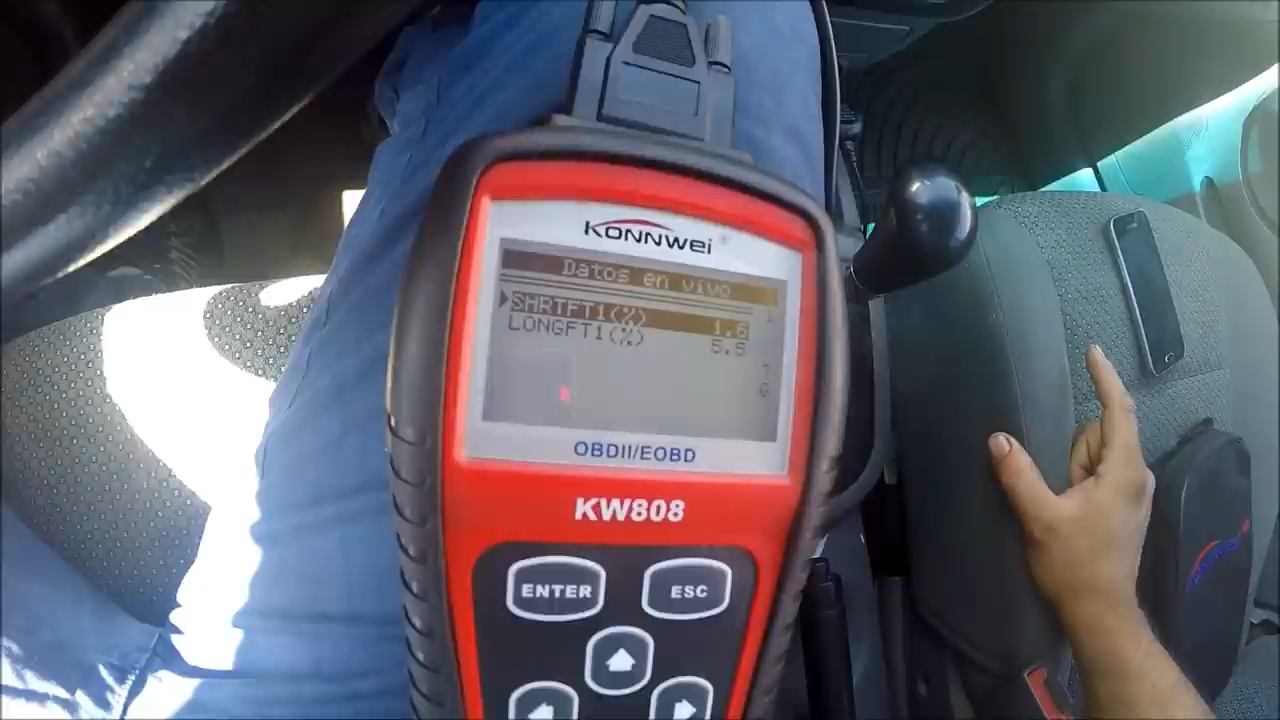 KONNWEI
Datos en vivo
SHRTFT1(%) 1.6
LONGFT1(%) 5.5
OBDII/EOBD
KW808
ENTER
ESC